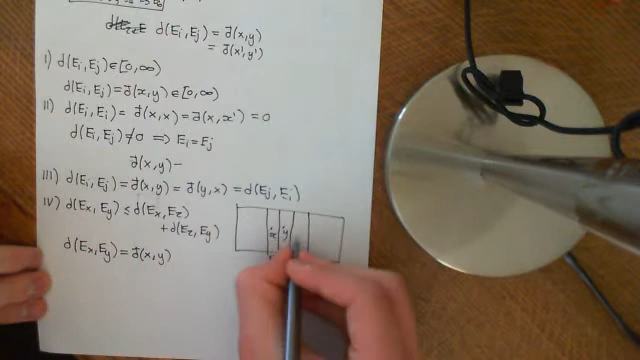 d(Ei, Ej) = d̄(x,y)
= d̄(x',y')
I) d(Ei, Ej) ∈ [0, ∞)
d(Ei, Ej) = d̄(x,y) ∈ [0, ∞)
II) d(Ei, Ei) = d̄(x,x) = d̄(x,x') = 0
d(Ei, Ej) ≠ 0 ⟹ Ei = Ej
d̄(x,y) –
III) d(Ei, Ej) = d̄(x,y) = d̄(y,x) = d(Ej, Ei)
IV) d(Ex, Ey) ≤ d(Ex, Ez)
+ d(Ez, Ey)
x y
d(Ex, Ey) = d̄(x,y)